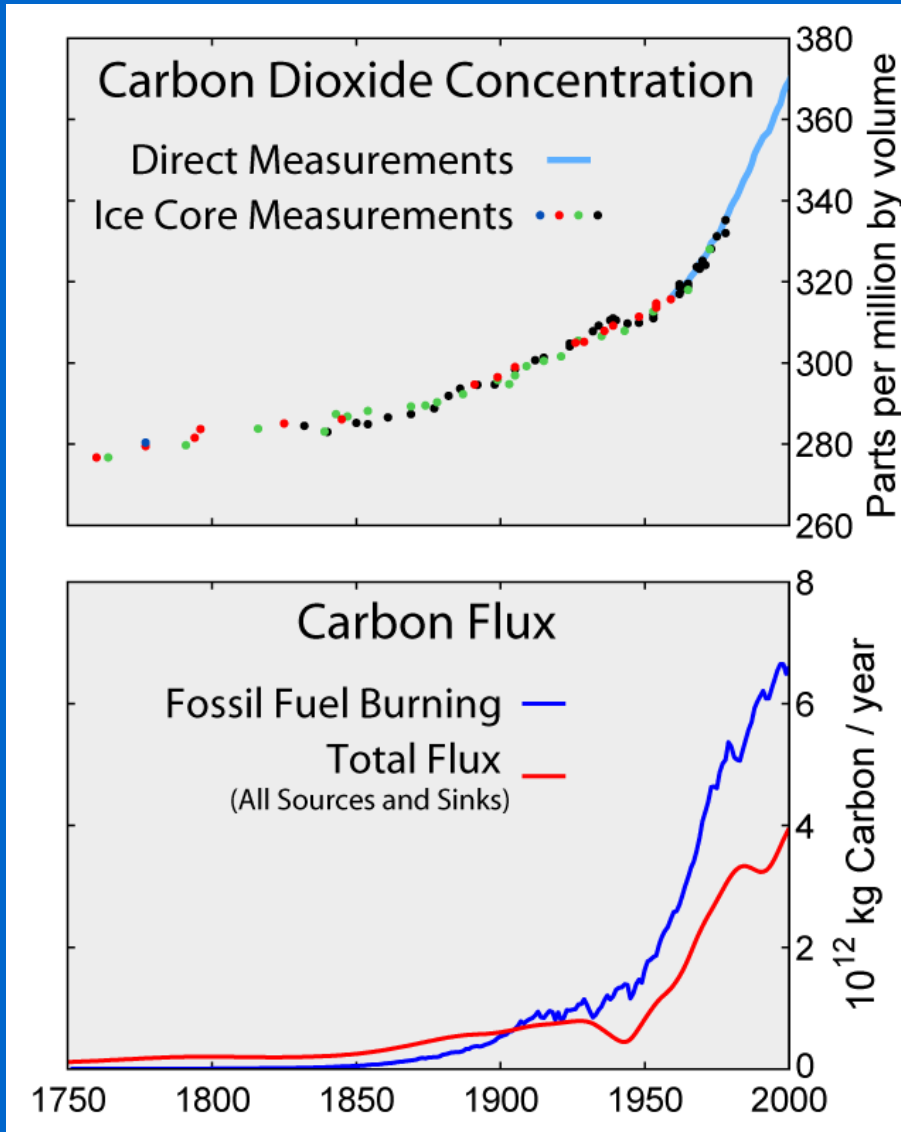 Carbon Dioxide Concentration
Direct Measurements
Ice Core Measurements
380
360
340
320
300
280
260
Parts per million by volume
Carbon Flux
Fossil Fuel Burning
Total Flux
(All Sources and Sinks)
8
6
4
2
0
10¹² kg Carbon / year
1750 1800 1850 1900 1950 2000